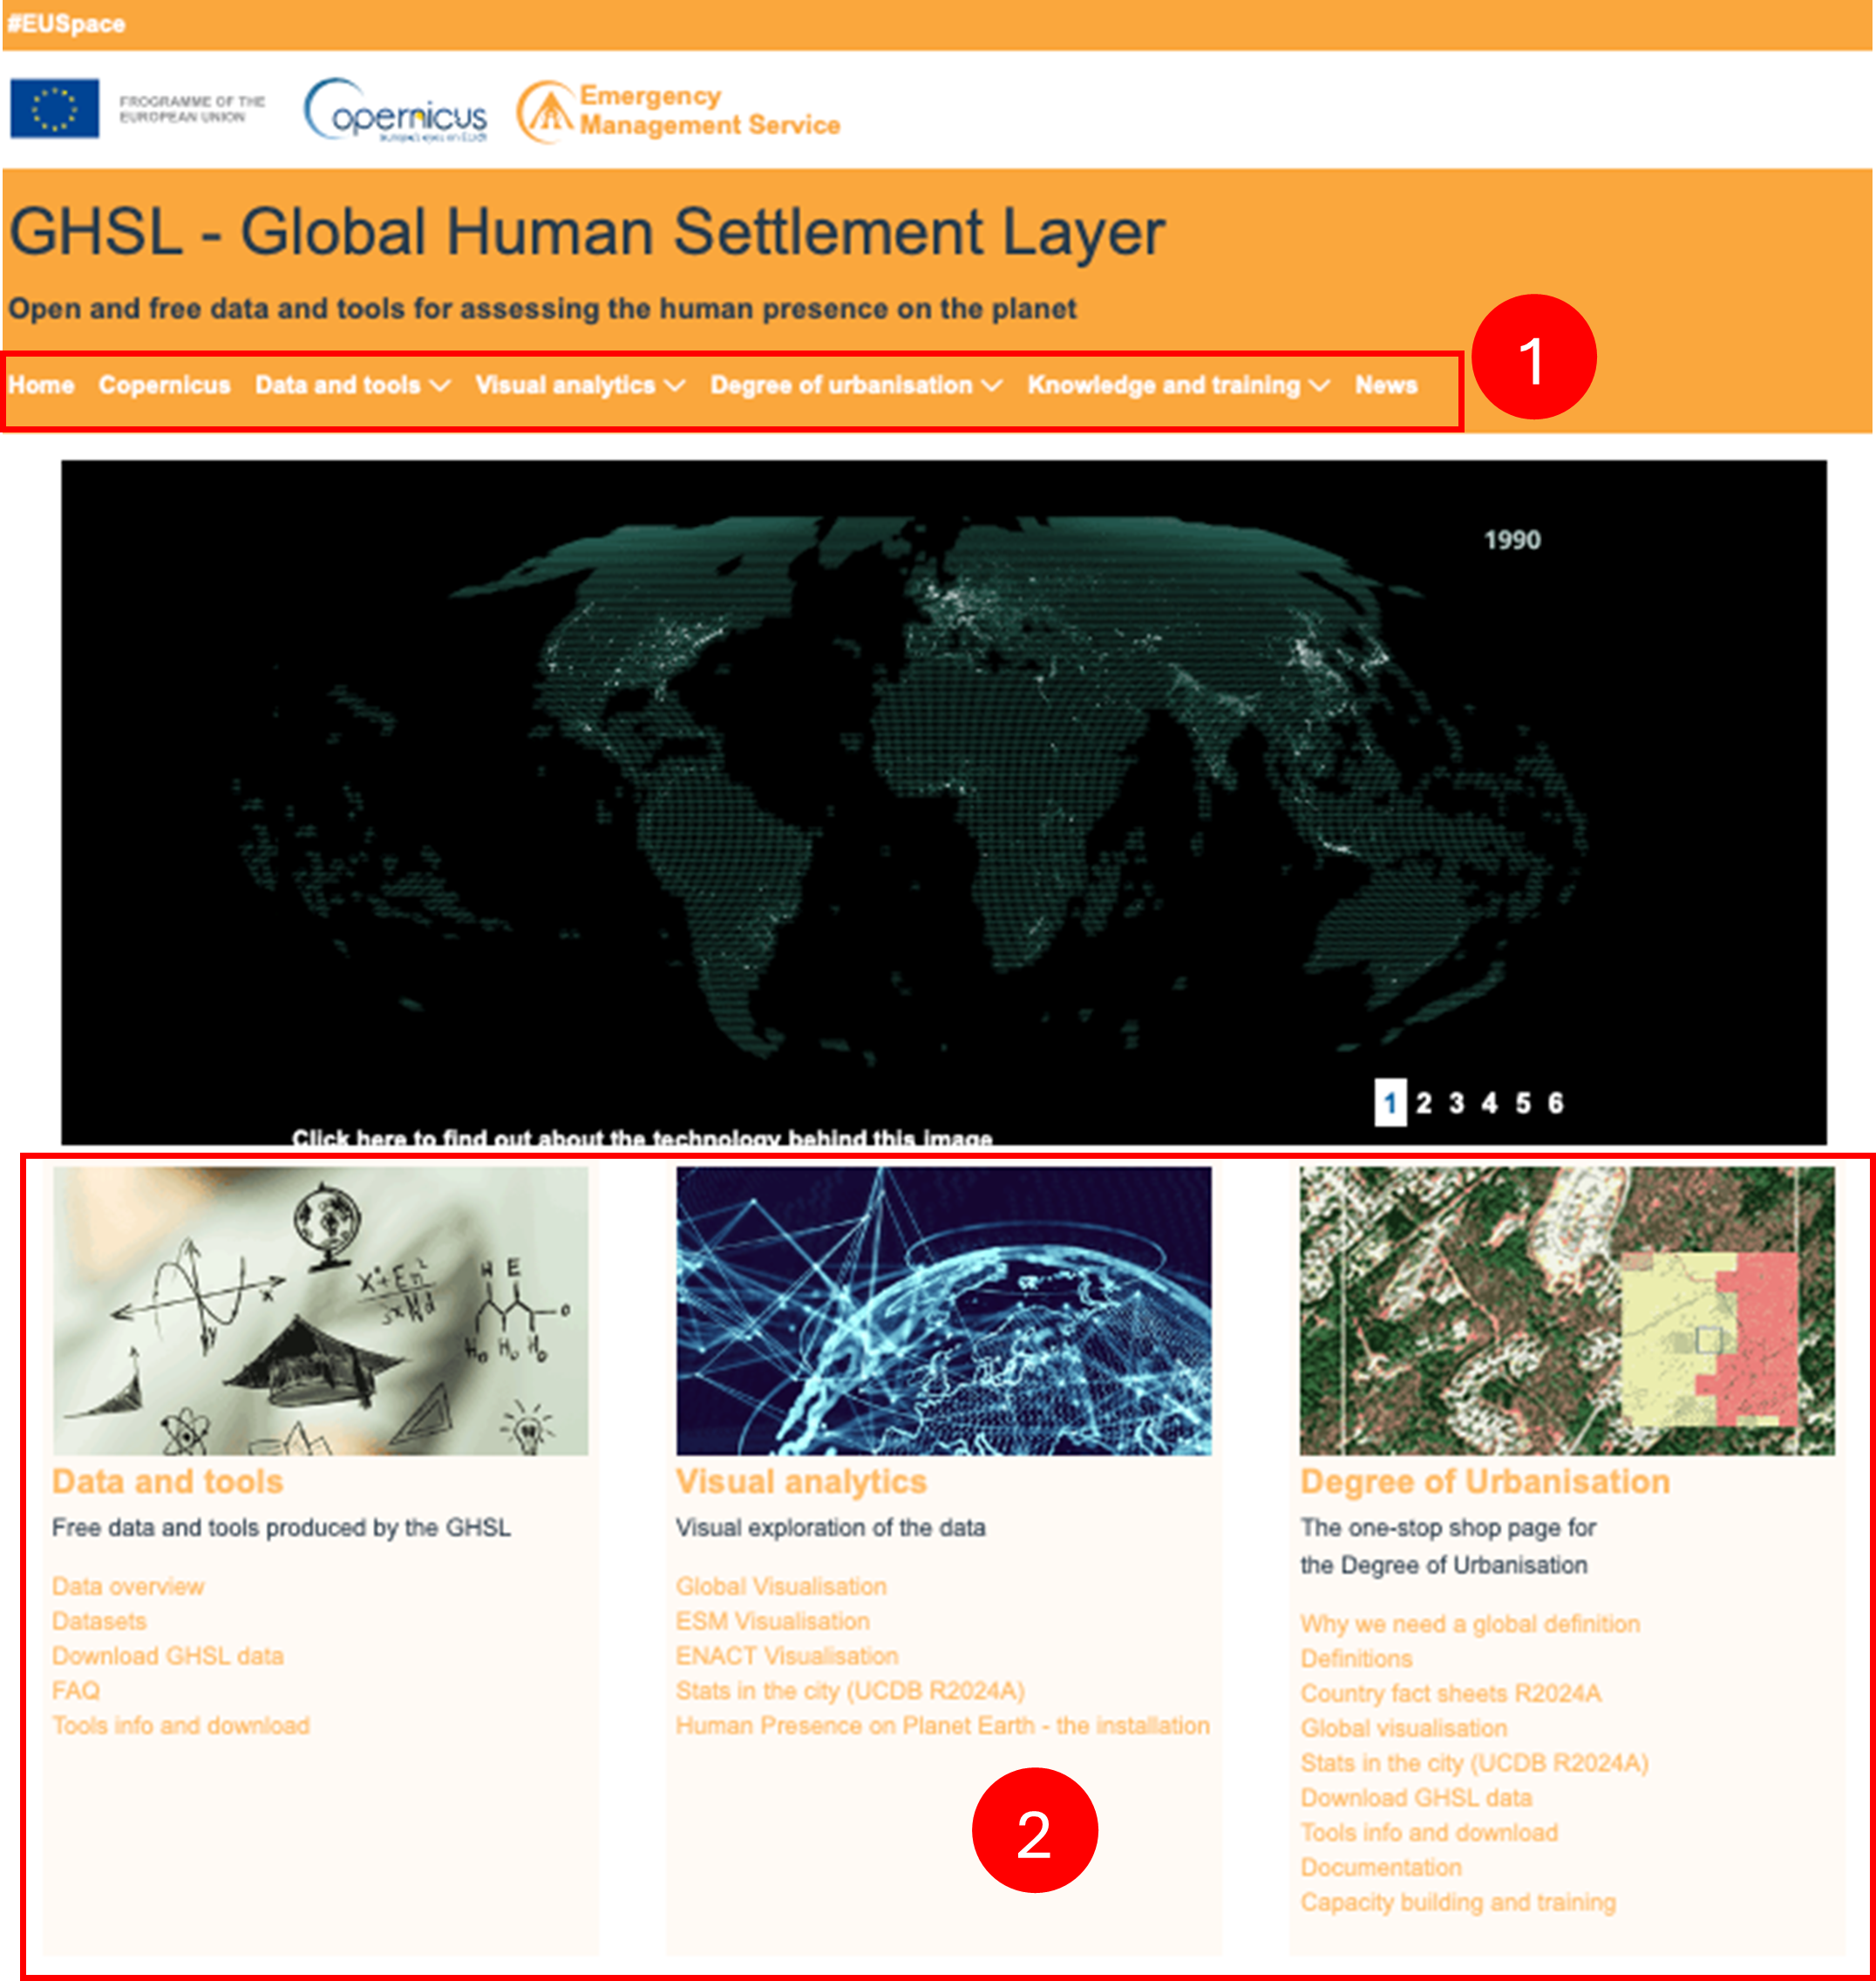 #EUSpace
PROGRAMME OF THE
EUROPEAN UNION
opernicus
Europe's eyes on Earth
Emergency
Management Service
GHSL - Global Human Settlement Layer
Open and free data and tools for assessing the human presence on the planet
1
Home Copernicus Data and tools Visual analytics Degree of urbanisation Knowledge and training News
1990
1 2 3 4 5 6
Click here to find out about the technology behind this image
Data and tools
Free data and tools produced by the GHSL
Data overview
Datasets
Download GHSL data
FAQ
Tools info and download
Visual analytics
Visual exploration of the data
Global Visualisation
ESM Visualisation
ENACT Visualisation
Stats in the city (UCDB R2024A)
Human Presence on Planet Earth - the installation
2
Degree of Urbanisation
The one-stop shop page for
the Degree of Urbanisation
Why we need a global definition
Definitions
Country fact sheets R2024A
Global visualisation
Stats in the city (UCDB R2024A)
Download GHSL data
Tools info and download
Documentation
Capacity building and training